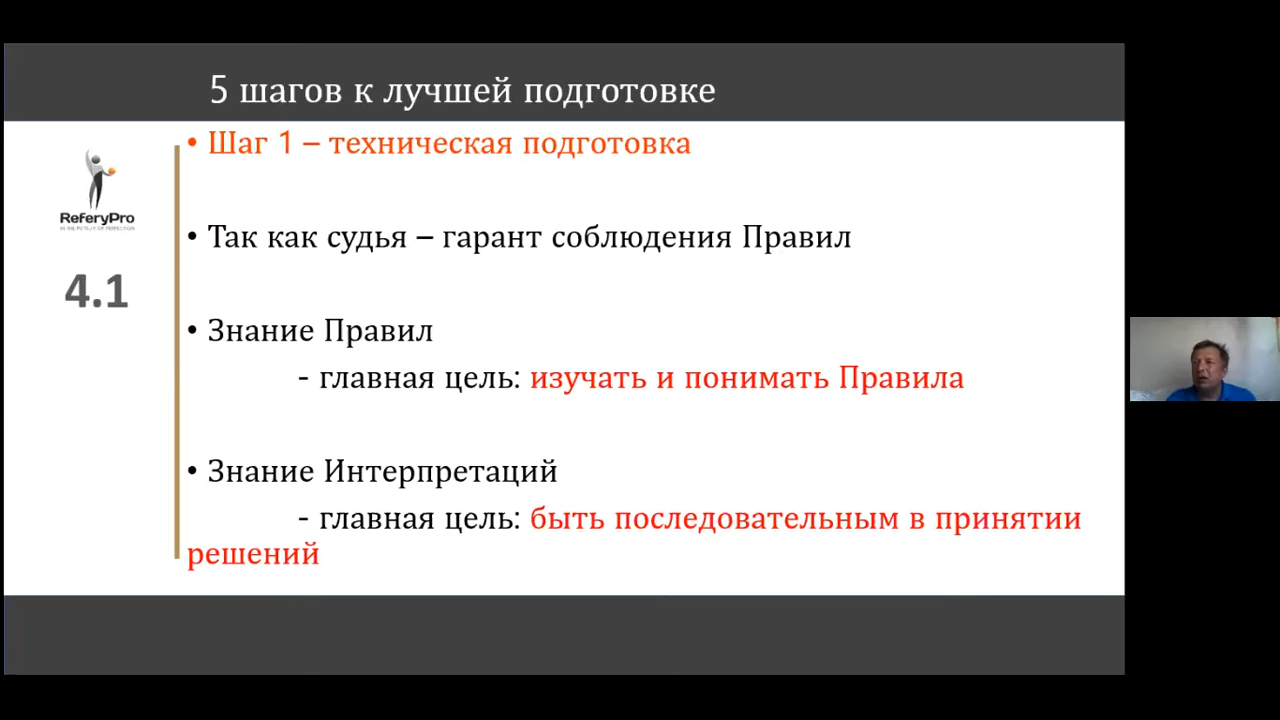 5 шагов к лучшей подготовке
• Шаг 1 – техническая подготовка
ReferyPro
4.1
• Так как судья – гарант соблюдения Правил
• Знание Правил
- главная цель: изучать и понимать Правила
• Знание Интерпретаций
- главная цель: быть последовательным в принятии
решений